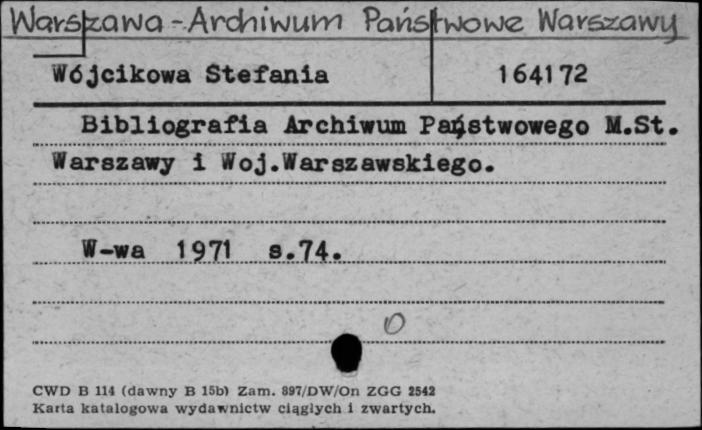 Warszawa - Archiwum Państwowe Warszawy
Wójcikowa Stefania 164172
Bibliografia Archiwum Państwowego M.St.
Warszawy i Woj.Warszawskiego.
W-wa 1971 s.74.
0
CWD B 114 (dawny B 15b) Zam. 897/DW/On ZGG 2542
Karta katalogowa wydawnictw ciągłych i zwartych.